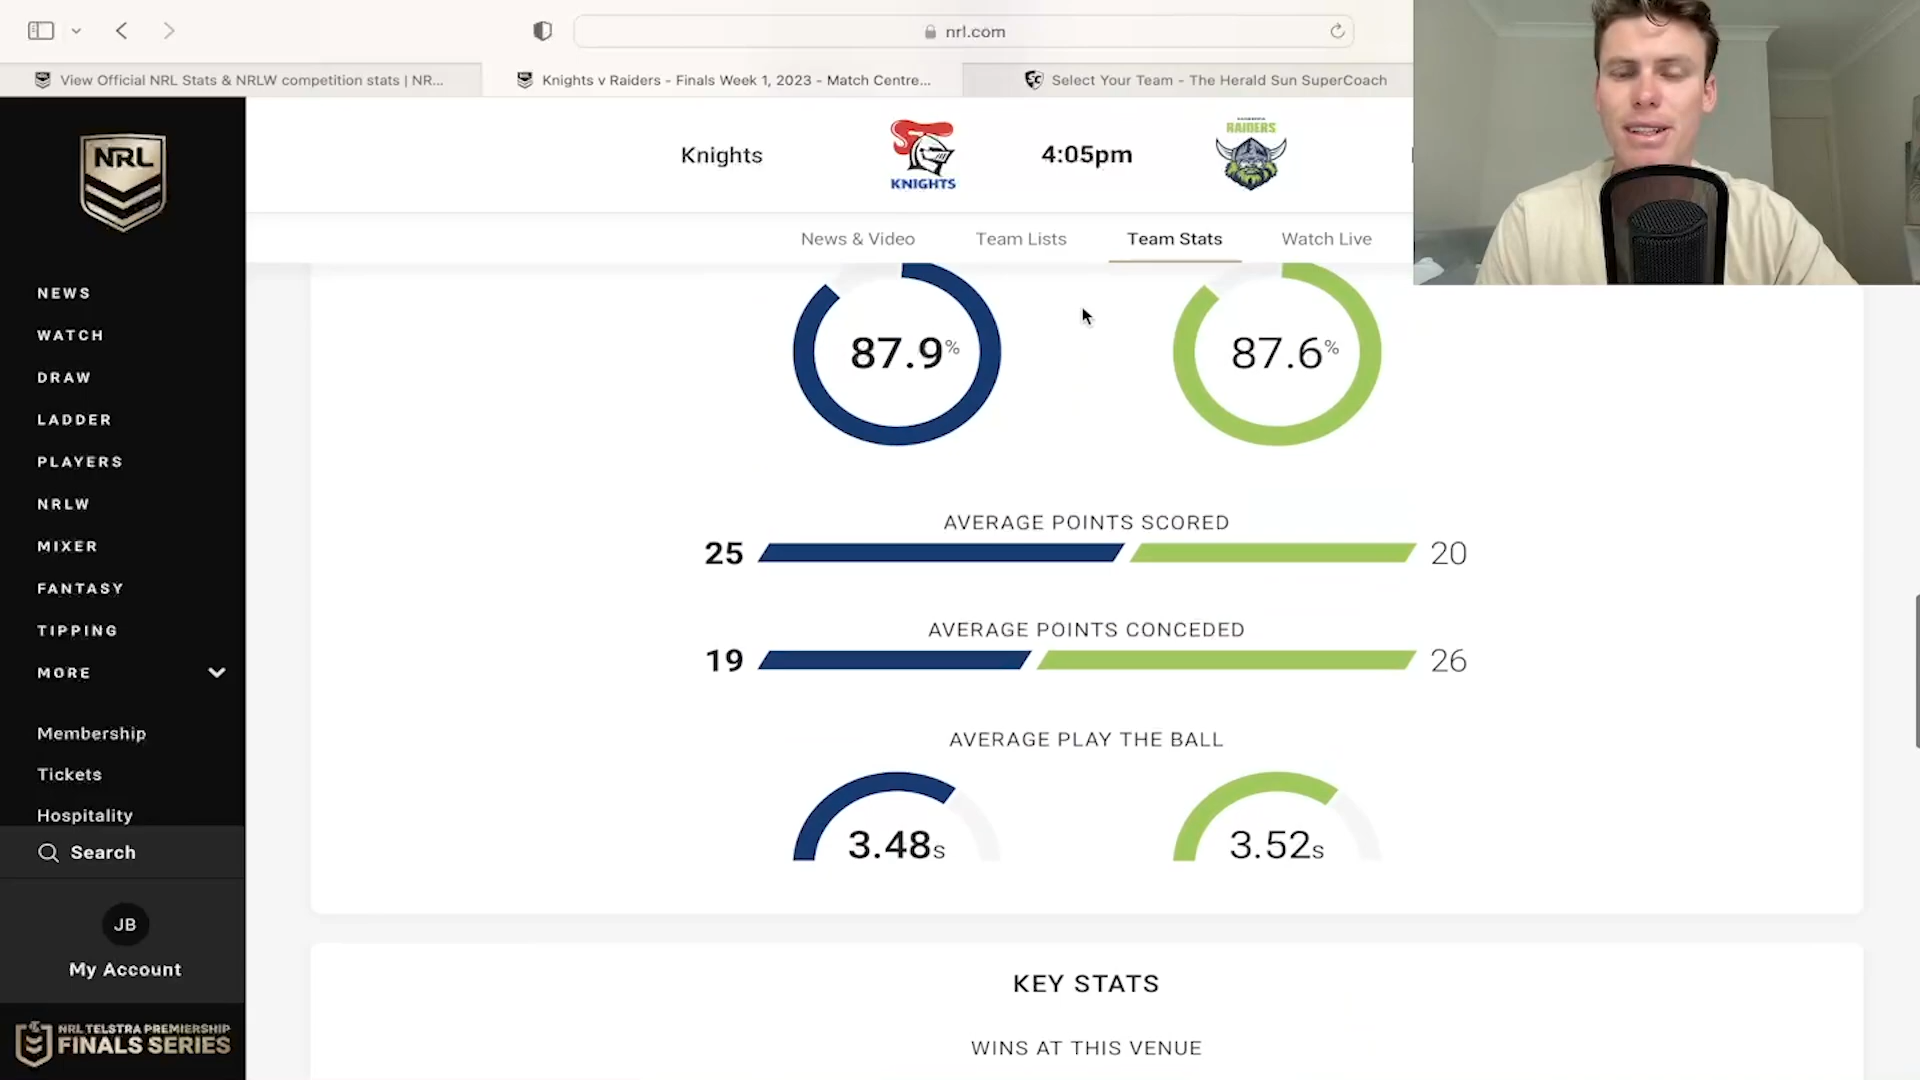 nrl.com
View Official NRL Stats & NRLW competition stats | NR...
Knights v Raiders - Finals Week 1, 2023 - Match Centre...
Select Your Team - The Herald Sun SuperCoach
NRL
Knights
KNIGHTS
4:05pm
RAIDERS
News & Video
Team Lists
Team Stats
Watch Live
NEWS
WATCH
DRAW
LADDER
PLAYERS
NRLW
MIXER
FANTASY
TIPPING
MORE
Membership
Tickets
Hospitality
Search
JB
My Account
NRL TELSTRA PREMIERSHIP
FINALS SERIES
87.9%
87.6%
AVERAGE POINTS SCORED
25
20
AVERAGE POINTS CONCEDED
19
26
AVERAGE PLAY THE BALL
3.48s
3.52s
KEY STATS
WINS AT THIS VENUE